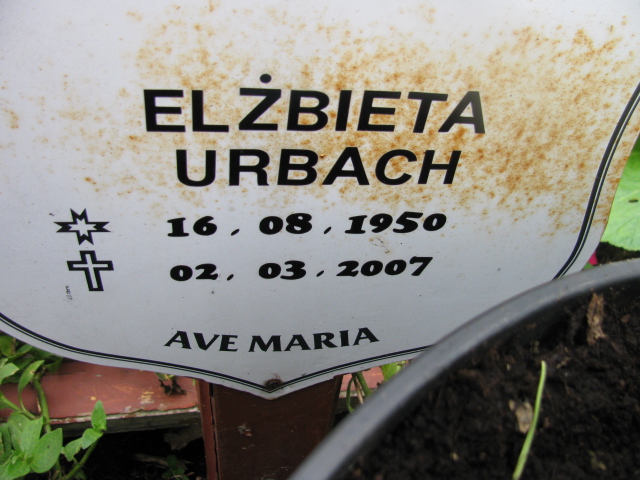 ELŻBIETA
URBACH
16. 08. 1950
02. 03. 2007
AVE MARIA